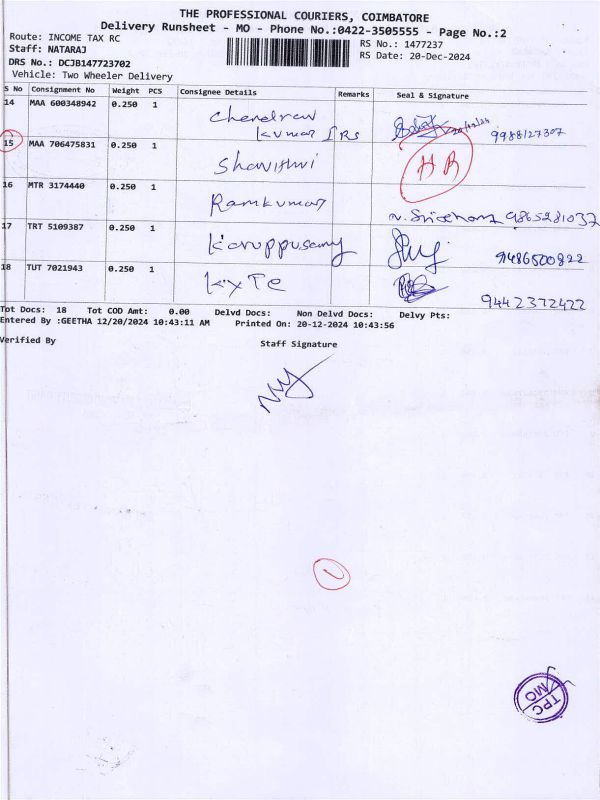 THE PROFESSIONAL COURIERS, COIMBATORE
Delivery Runsheet - MO - Phone No.:0422-3505555 - Page No.:2
Route: INCOME TAX RC
RS No.: 1477237
Staff: NATARAJ
RS Date: 20-Dec-2024
DRS No.: DCJB147723702
Vehicle: Two Wheeler Delivery
S No Consignment No Weight PCS Consignee Details Remarks Seal & Signature
14 MAA 600348942 0.250 1 Chandran
Kumar IRS 9988127307
15 MAA 706475831 0.250 1 HR
16 MTR 3174440 0.250 1 Ramkumar
9865281037
17 TRT 5109387 0.250 1 Karuppusamy 9486500822
18 TUT 7021943 0.250 1 9442372422
Tot Docs: 18 Tot COD Amt: 0.00 Delvd Docs: Non Delvd Docs: Delvy Pts:
Entered By :GEETHA 12/20/2024 10:43:11 AM Printed On: 20-12-2024 10:43:56
Verified By
Staff Signature
TPC
MO